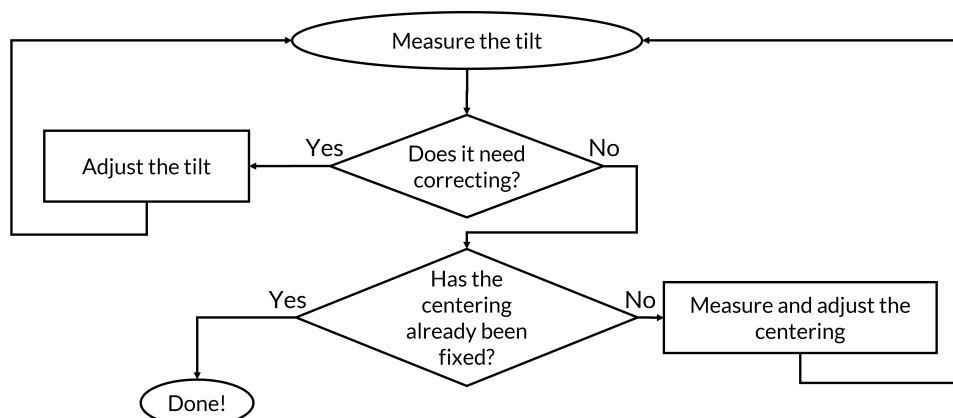 Measure the tilt
Yes
No
Does it need
correcting?
Adjust the tilt
Has the
centering
already been
fixed?
Yes
No
Measure and adjust the
centering
Done!